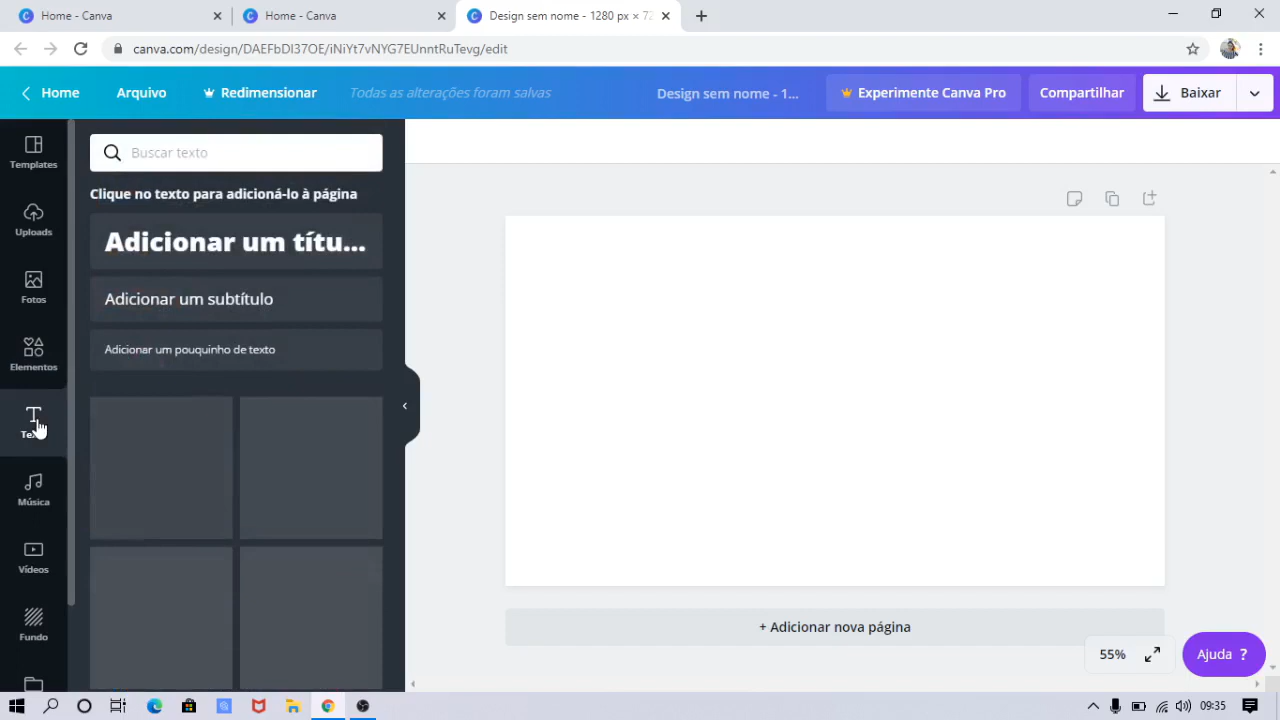 Home - Canva
Home - Canva
Design sem nome - 1280 px × 72
canva.com/design/DAEFbDI37OE/iNiYt7vNYG7EUnntRuTevg/edit
Home
Arquivo
Redimensionar
Todas as alterações foram salvas
Design sem nome - 1...
Experimente Canva Pro
Compartilhar
Baixar
Templates
Uploads
Fotos
Elementos
Música
Vídeos
Fundo
Buscar texto
Clique no texto para adicioná-lo à página
Adicionar um títu...
Adicionar um subtítulo
Adicionar um pouquinho de texto
+ Adicionar nova página
55%
Ajuda ?
09:35